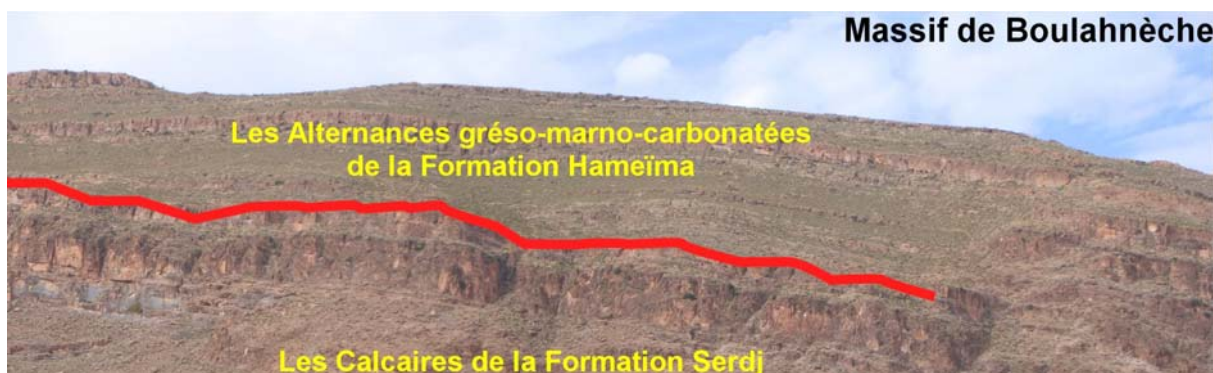 Massif de Boulahnèche
Les Alternances gréso-marno-carbonatées
de la Formation Hameïma
Les Calcaires de la Formation Serdj